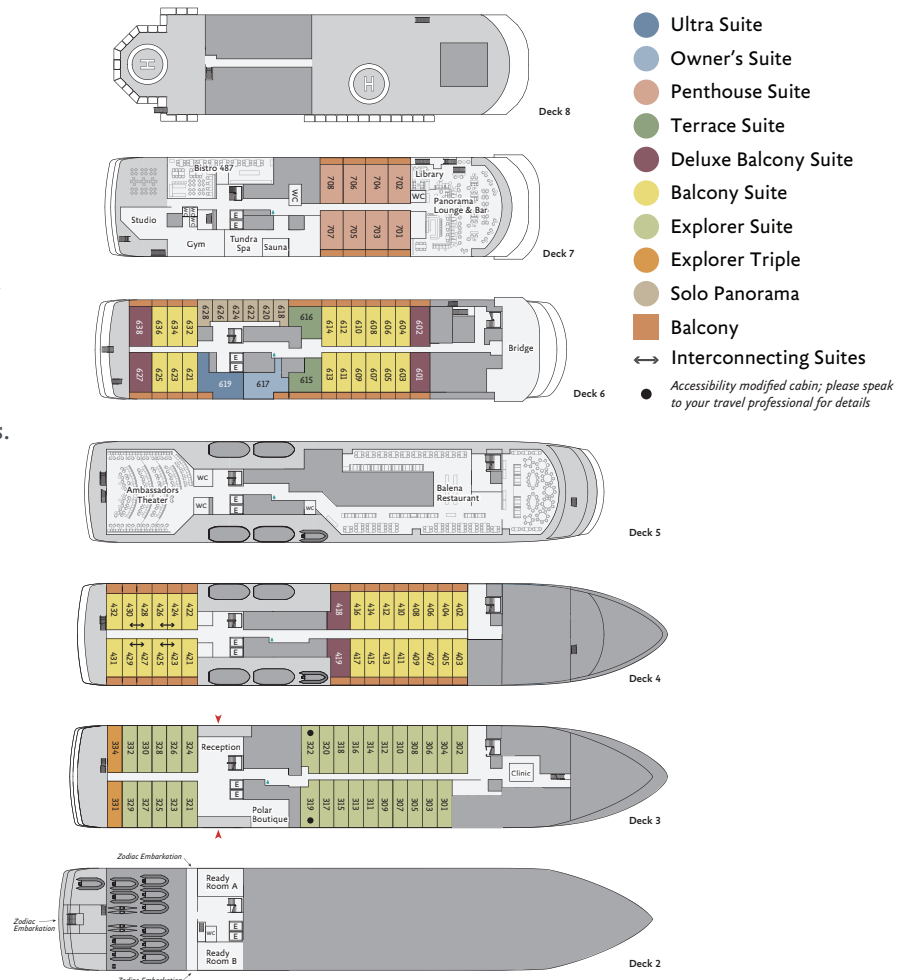 Ultra Suite
Owner's Suite
Penthouse Suite
Terrace Suite
Deluxe Balcony Suite
Balcony Suite
Explorer Suite
Explorer Triple
Solo Panorama
Balcony
Interconnecting Suites
Accessibility modified cabin; please speak
to your travel professional for details
H
H
Deck 8
Bistro 487
Studio
WC
WC
WC
Gym
E
E
Tundra
Spa
Sauna
WC
708
706
704
702
707
705
703
701
Library
WC
Panorama
Lounge & Bar
Deck 7
638
636
634
632
628
626
624
622
620
618
616
614
612
610
608
606
604
602
E
E
627
625
623
621
619
617
615
613
611
609
607
605
603
601
Bridge
Deck 6
s.
Ambassadors
Theater
WC
WC
E
E
WC
Balena
Restaurant
Deck 5
432
430
428
426
424
422
418
416
414
412
410
408
406
404
402
E
E
431
429
427
425
423
421
419
417
415
413
411
409
407
405
403
Deck 4
334
332
330
328
326
324
Reception
322
320
318
316
314
312
310
308
306
304
302
E
E
Clinic
331
329
327
325
323
321
Polar
Boutique
319
317
315
313
311
309
307
305
303
301
Deck 3
Zodiac Embarkation
Ready
Room A
Zodiac
Embarkation
WC
E
E
Ready
Room B
Deck 2
Zodiac Embarkation